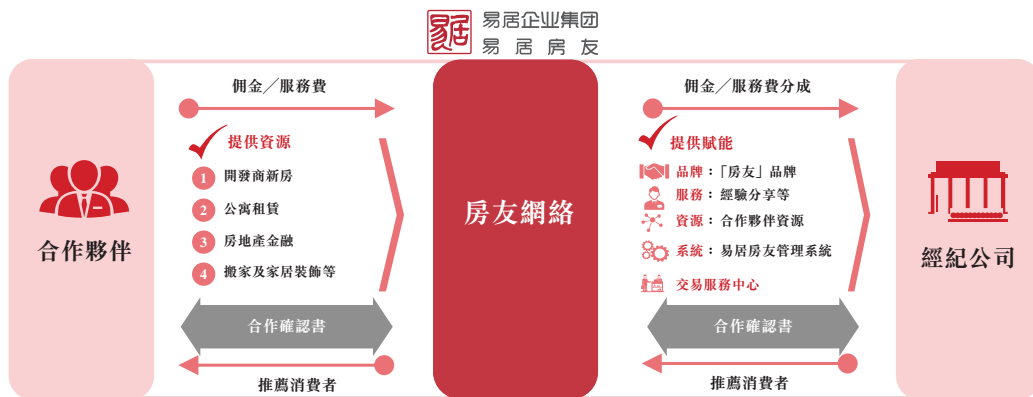 易居
易居企业集团
易居房友
合作夥伴
佣金／服務費
提供資源
1 開發商新房
2 公寓租賃
3 房地產金融
4 搬家及家居裝飾等
合作確認書
推薦消費者
房友網絡
佣金／服務費分成
提供賦能
品牌：「房友」品牌
服務：經驗分享等
資源：合作夥伴資源
系統：易居房友管理系統
交易服務中心
合作確認書
推薦消費者
經紀公司